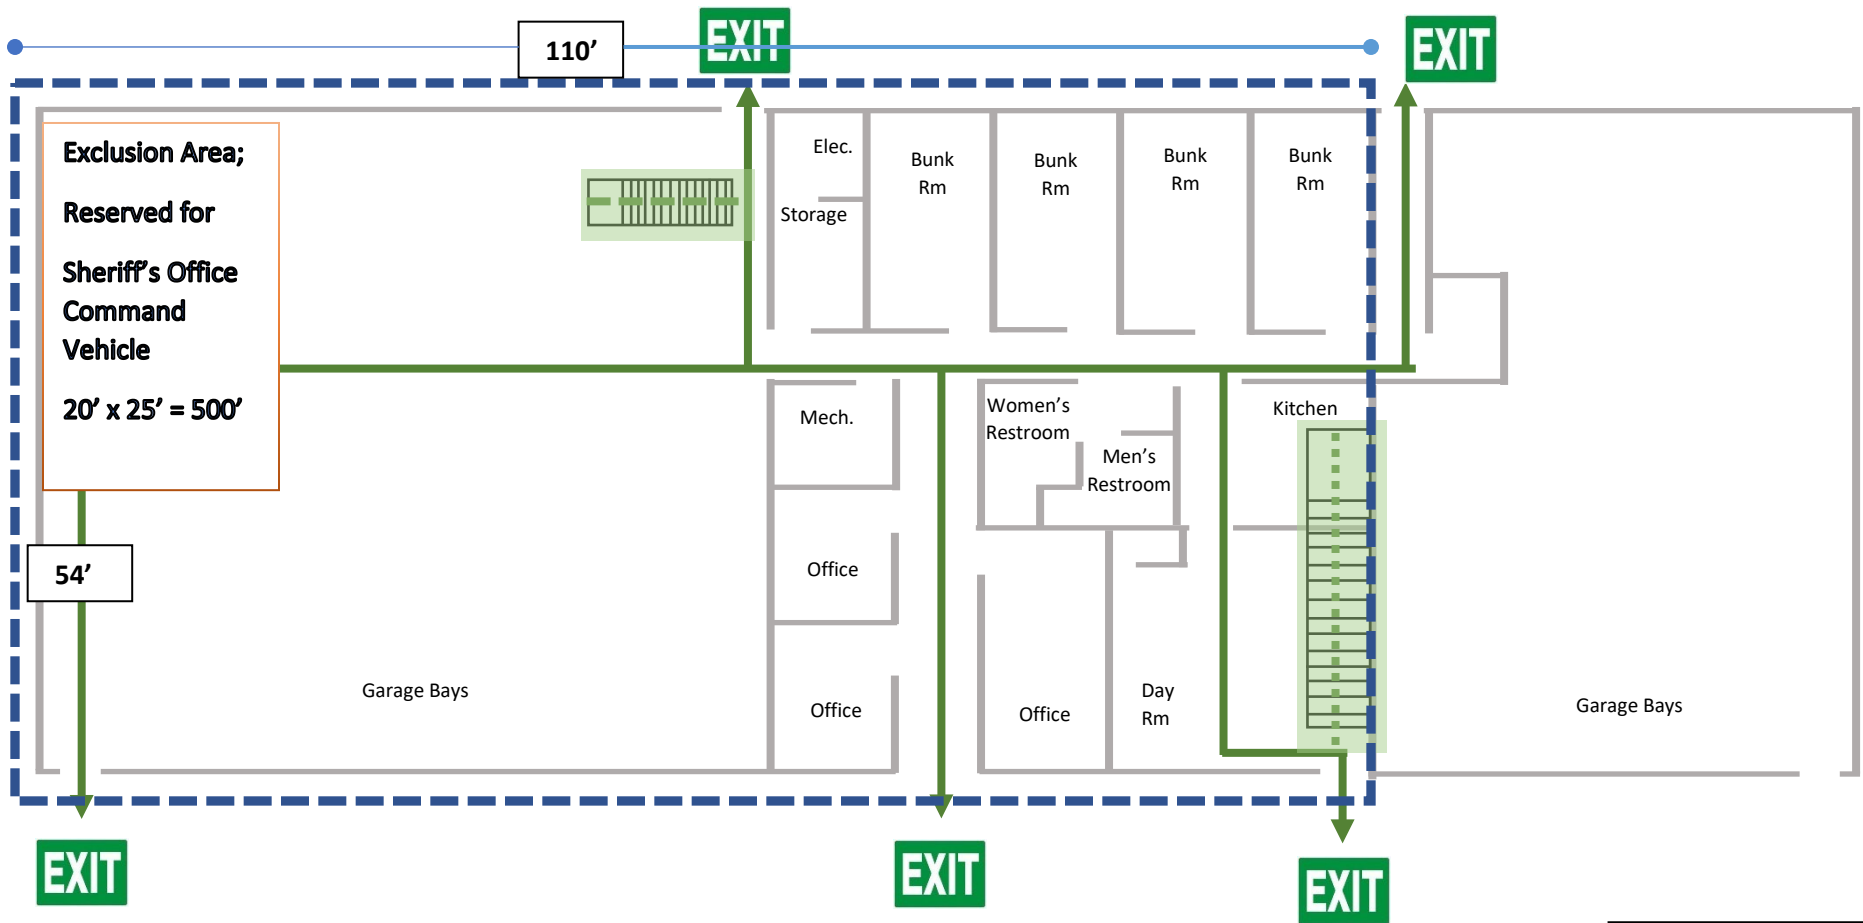 110’
EXIT
EXIT
Exclusion Area;
Reserved for
Sheriff’s Office
Command
Vehicle
20’ x 25’ = 500’
Elec.
Storage
Bunk
Rm
Bunk
Rm
Bunk
Rm
Bunk
Rm
Mech.
Women’s
Restroom
Men’s
Restroom
Kitchen
54’
Office
Garage Bays
Office
Office
Day
Rm
Garage Bays
EXIT
EXIT
EXIT